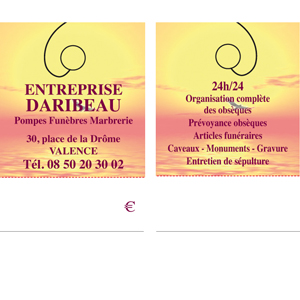 ENTREPRISE
DARIBEAU
Pompes Funèbres Marbrerie
30, place de la Drôme
VALENCE
Tél. 08 50 20 30 02
€
24h/24
Organisation complète
des obsèques
Prévoyance obsèques
Articles funéraires
Caveaux - Monuments - Gravure
Entretien de sépulture